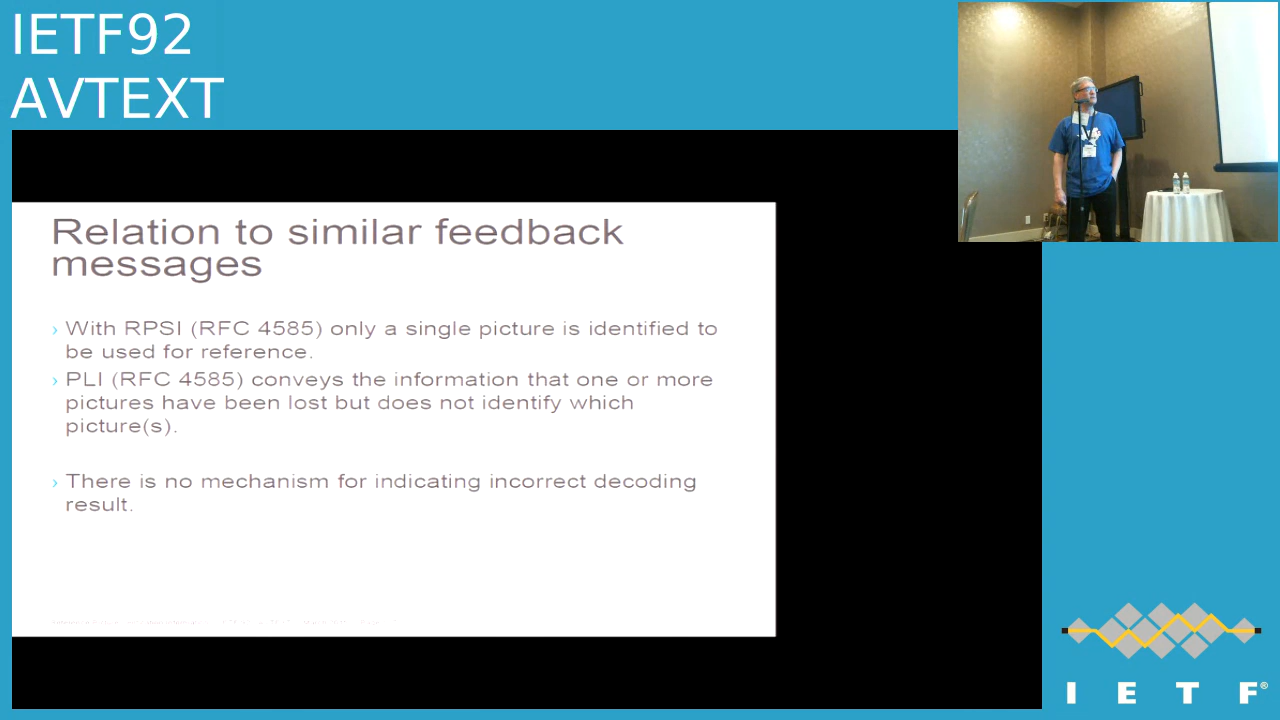 IETF92
AVTEXT
Relation to similar feedback
messages
› With RPSI (RFC 4585) only a single picture is identified to
be used for reference.
› PLI (RFC 4585) conveys the information that one or more
pictures have been lost but does not identify which
picture(s).
› There is no mechanism for indicating incorrect decoding
result.
I E T F®